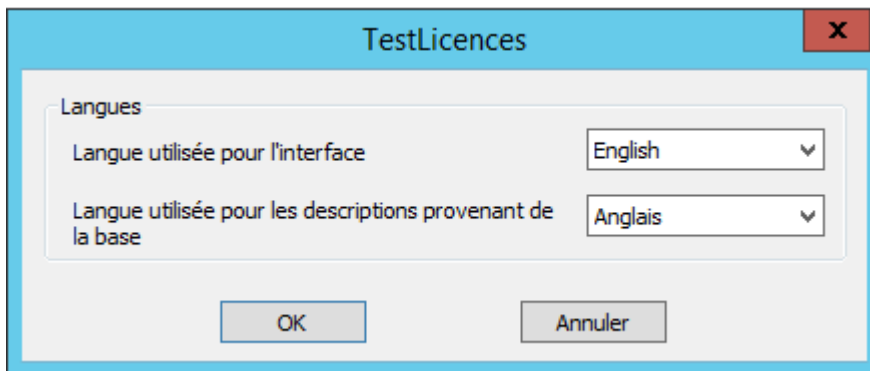 TestLicences
x
Langues
Langue utilisée pour l'interface
English
Langue utilisée pour les descriptions provenant de
la base
Anglais
OK
Annuler